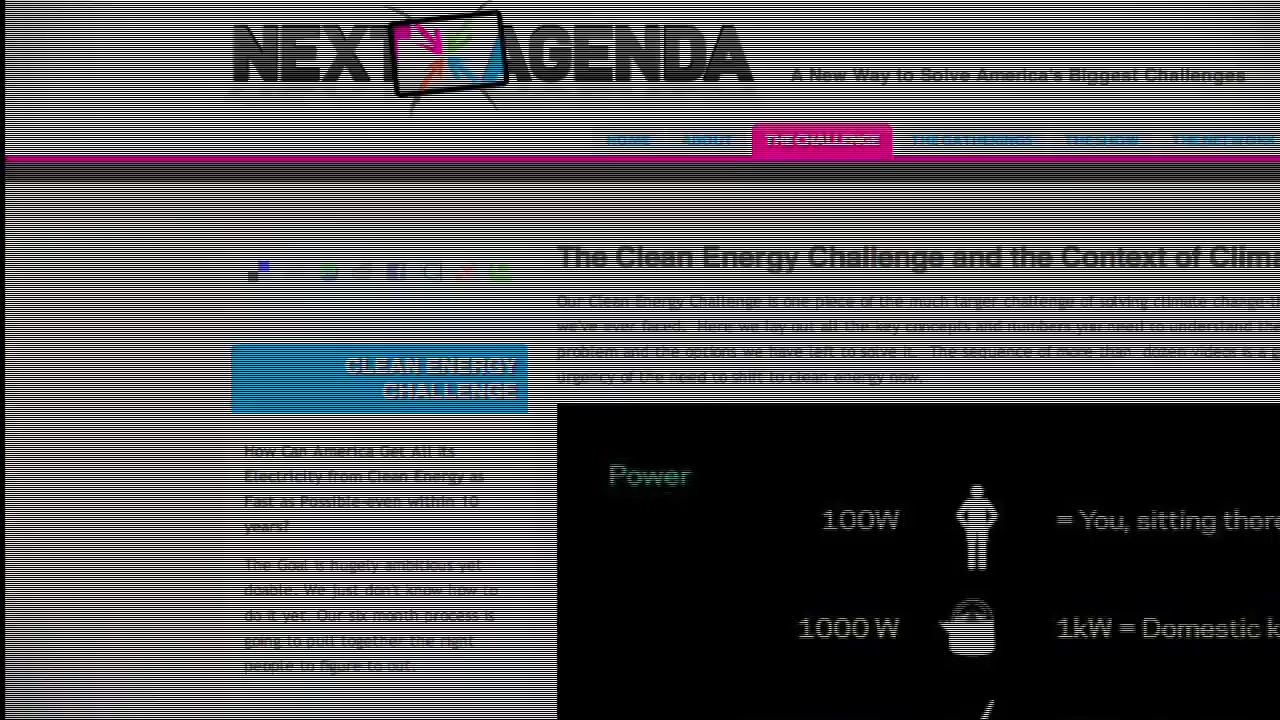 NEXT AGENDA
A New Way to Solve America's Biggest Challenges
HOME ABOUT THE CHALLENGE THE GATHERINGS THE SHOW THE NETWORK
The Clean Energy Challenge and the Context of Clima
Our Clean Energy Challenge is one piece of the much larger challenge of solving climate change
we've ever faced. Here we lay out all the key concepts and numbers you need to understand the
problem and the options we have left to solve it. The sequence of more than dozen videos is a
urgency of the need to shift to clean energy now.
CLEAN ENERGY
CHALLENGE
How Can America Get All Its
Electricity from Clean Energy as
Fast as Possible even within 10
years?
The Goal is hugely ambitious yet
doable. We just don't know how to
do it yet. Our six month process is
going to pull together the right
people to figure to out.
Power
100W = You, sitting there
1000 W 1kW = Domestic k